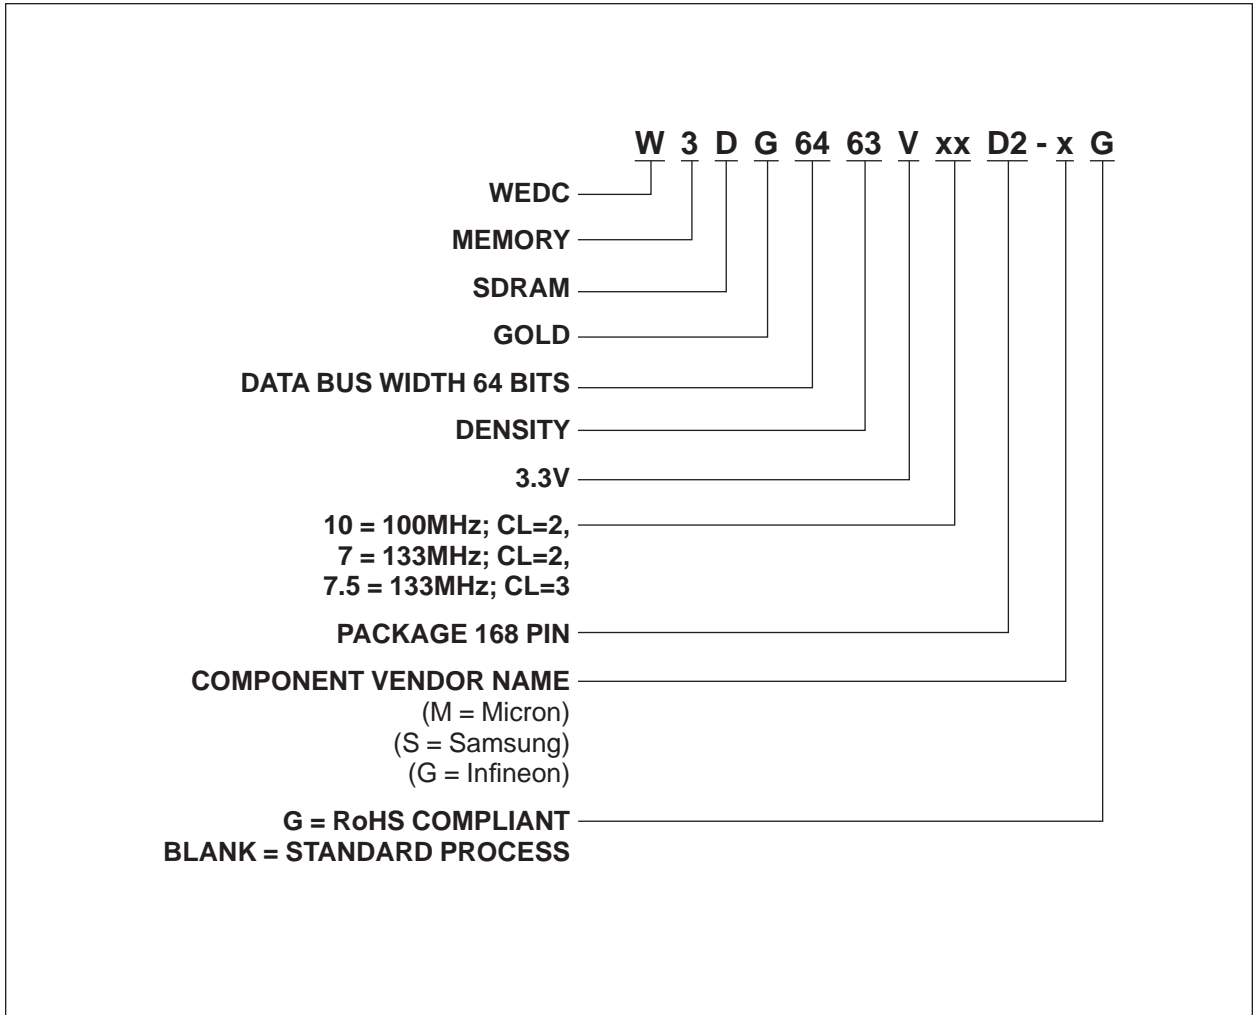 W 3 D G 64 63 V xx D2 - x G
WEDC
MEMORY
SDRAM
GOLD
DATA BUS WIDTH 64 BITS
DENSITY
3.3V
10 = 100MHz; CL=2,
7 = 133MHz; CL=2,
7.5 = 133MHz; CL=3
PACKAGE 168 PIN
COMPONENT VENDOR NAME
(M = Micron)
(S = Samsung)
(G = Infineon)
G = RoHS COMPLIANT
BLANK = STANDARD PROCESS